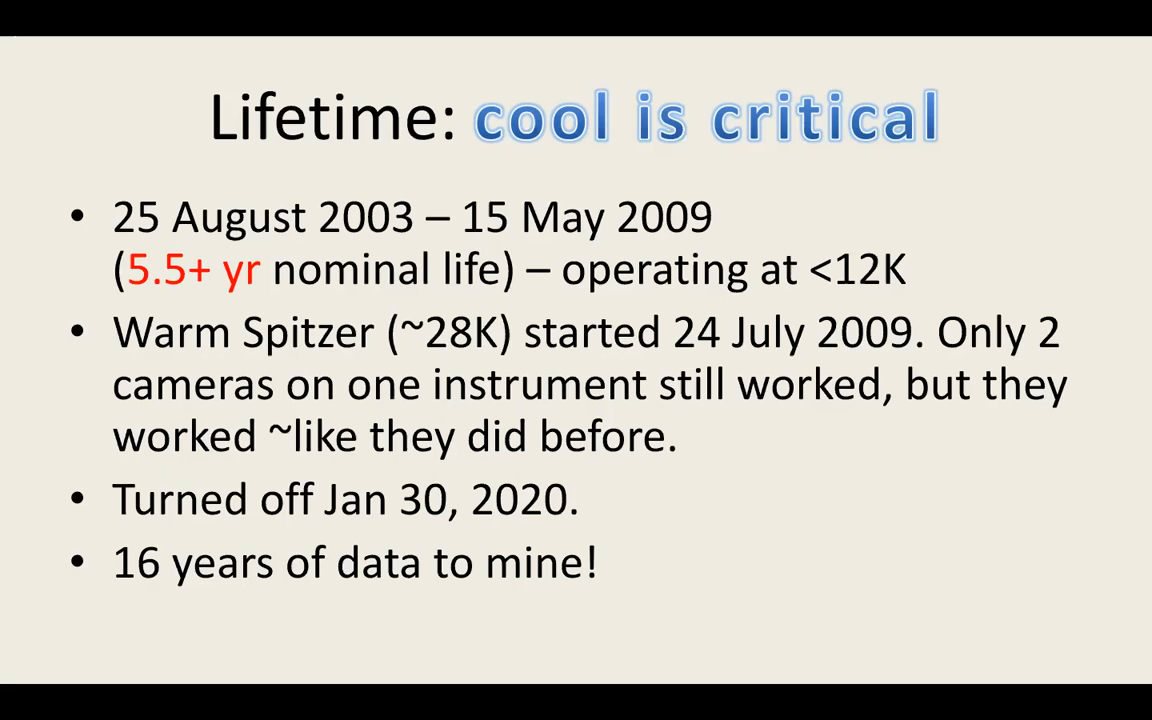 Lifetime: cool is critical
• 25 August 2003 – 15 May 2009
(5.5+ yr nominal life) – operating at <12K
• Warm Spitzer (~28K) started 24 July 2009. Only 2
cameras on one instrument still worked, but they
worked ~like they did before.
• Turned off Jan 30, 2020.
• 16 years of data to mine!